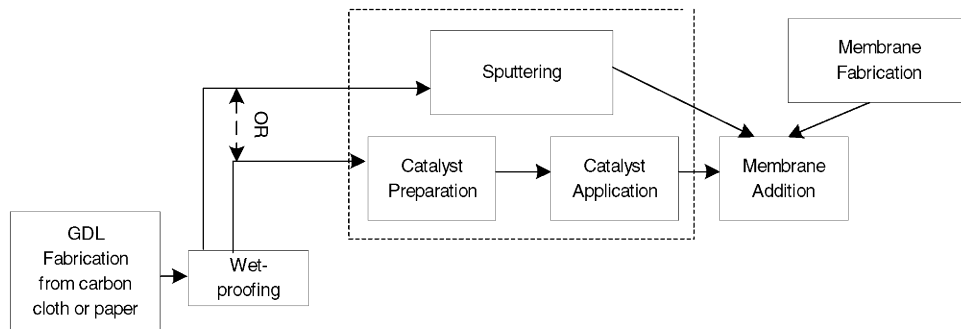 Sputtering
Membrane
Fabrication
OR
Catalyst
Preparation
Catalyst
Application
Membrane
Addition
GDL
Fabrication
from carbon
cloth or paper
Wet-
proofing